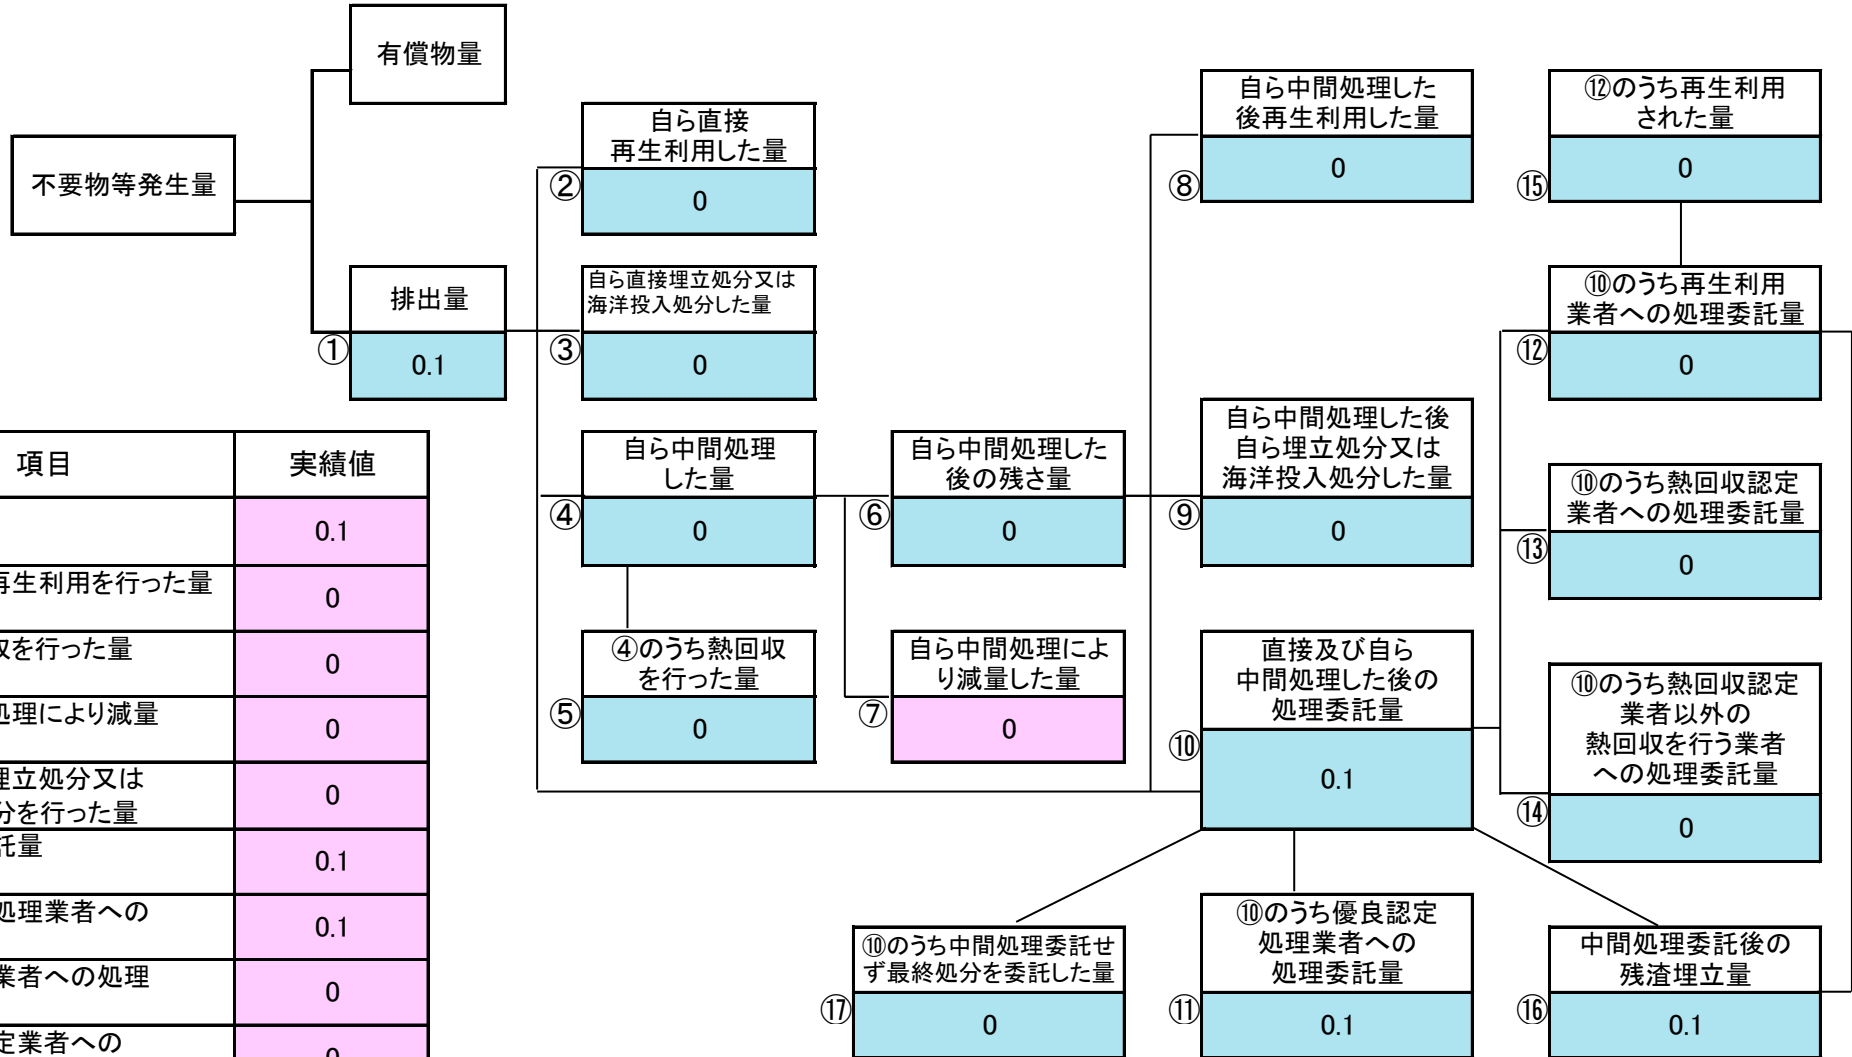 有償物量
不要物等発生量
排出量
①
0.1
自ら直接
再生利用した量
②
0
自ら直接埋立処分又は
海洋投入処分した量
③
0
自ら中間処理
した量
④
0
④のうち熱回収
を行った量
⑤
0
自ら中間処理した
後の残さ量
⑥
0
自ら中間処理によ
り減量した量
⑦
0
自ら中間処理した
後再生利用した量
⑧
0
自ら中間処理した後
自ら埋立処分又は
海洋投入処分した量
⑨
0
直接及び自ら
中間処理した後の
処理委託量
⑩
0.1
⑩のうち優良認定
処理業者への
処理委託量
⑪
0.1
⑫のうち再生利用
された量
⑮
0
⑩のうち再生利用
業者への処理委託量
⑫
0
⑩のうち熱回収認定
業者への処理委託量
⑬
0
⑩のうち熱回収認定
業者以外の
熱回収を行う業者
への処理委託量
⑭
0
⑩のうち中間処理委託せ
ず最終処分を委託した量
⑰
0
中間処理委託後の
残渣埋立量
⑯
0.1
項目 実績値
0.1
再生利用を行った量
0
を行った量
0
処理により減量
0
埋立処分又は
分を行った量
0
託量
0.1
処理業者への
0.1
業者への処理
0
定業者への